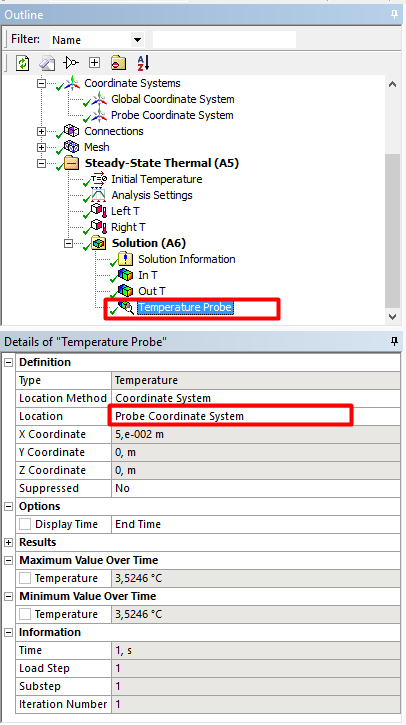 Outline
Filter: Name
Coordinate Systems
Global Coordinate System
Probe Coordinate System
Connections
Mesh
Steady-State Thermal (A5)
Initial Temperature
Analysis Settings
Left T
Right T
Solution (A6)
Solution Information
In T
Out T
Temperature Probe
Details of "Temperature Probe"
Definition
Type Temperature
Location Method Coordinate System
Location Probe Coordinate System
X Coordinate 5,e-002 m
Y Coordinate 0, m
Z Coordinate 0, m
Suppressed No
Options
Display Time End Time
Results
Maximum Value Over Time
Temperature 3,5246 °C
Minimum Value Over Time
Temperature 3,5246 °C
Information
Time 1, s
Load Step 1
Substep 1
Iteration Number 1